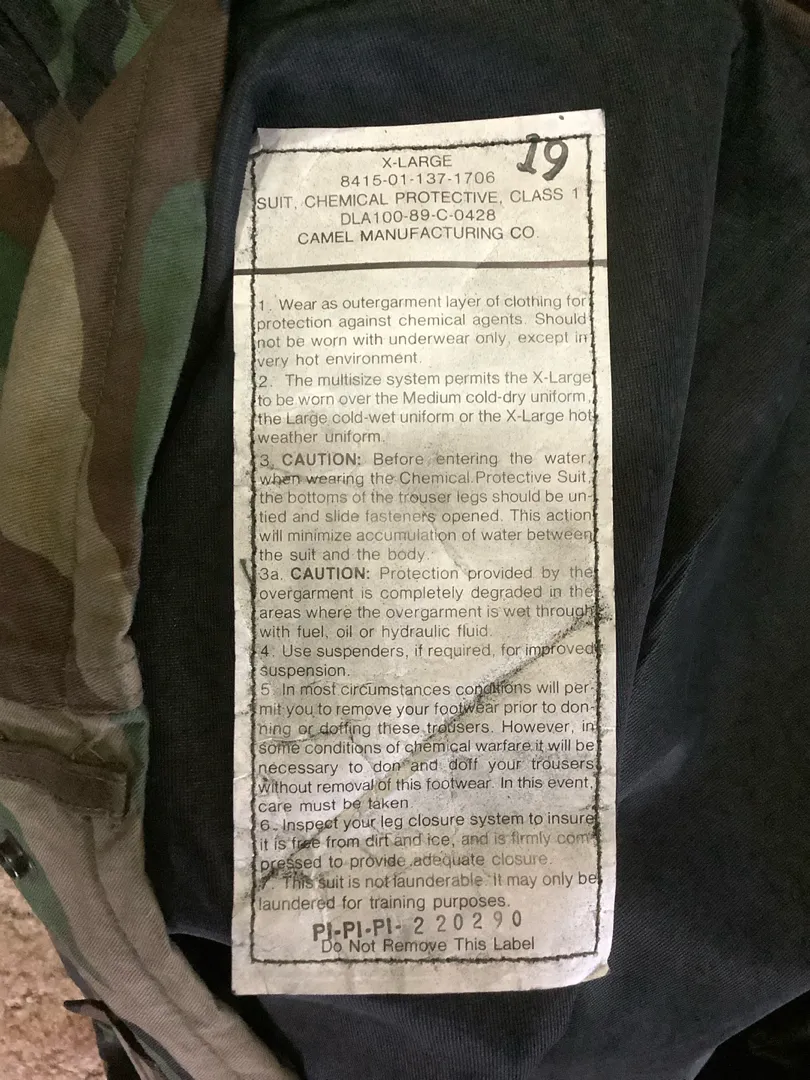 19
X-LARGE
8415-01-137-1706
SUIT, CHEMICAL PROTECTIVE, CLASS 1
DLA100-89-C-0428
CAMEL MANUFACTURING CO.
1. Wear as outergarment layer of clothing for
protection against chemical agents. Should
not be worn with underwear only, except in
very hot environment.
2. The multisize system permits the X-Large
to be worn over the Medium cold-dry uniform,
the Large cold-wet uniform or the X-Large hot
weather uniform.
3. CAUTION: Before entering the water,
when wearing the Chemical Protective Suit,
the bottoms of the trouser legs should be un-
tied and slide fasteners opened. This action
will minimize accumulation of water between
the suit and the body.
3a. CAUTION: Protection provided by the
overgarment is completely degraded in the
areas where the overgarment is wet through
with fuel, oil or hydraulic fluid.
4. Use suspenders, if required, for improved
suspension.
5. In most circumstances conditions will per-
mit you to remove your footwear prior to don-
ning or doffing these trousers. However, in
some conditions of chemical warfare it will be
necessary to don and doff your trousers
without removal of this footwear. In this event,
care must be taken.
6. Inspect your leg closure system to insure
it is free from dirt and ice, and is firmly com-
pressed to provide adequate closure.
7. This suit is not launderable. It may only be
laundered for training purposes.
PI-PI-PI- 220290
Do Not Remove This Label